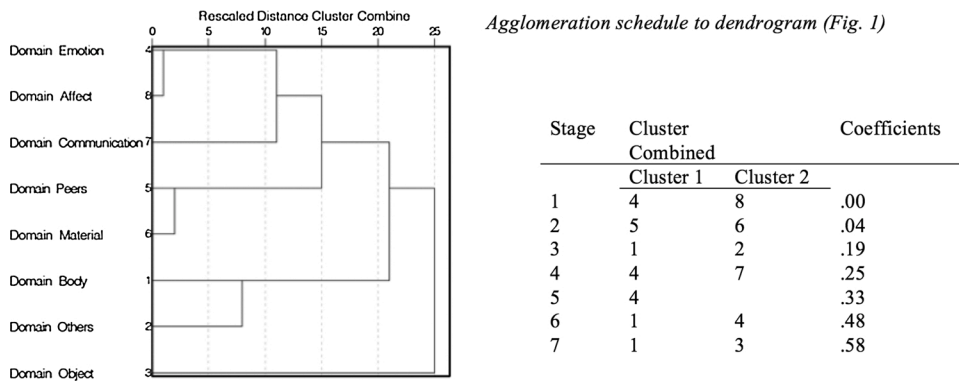 Rescaled Distance Cluster Combine
0 5 10 15 20 25
Domain Emotion 4
Domain Affect 8
Domain Communication 7
Domain Peers 5
Domain Material 6
Domain Body 1
Domain Others 2
Domain Object 3
Agglomeration schedule to dendrogram (Fig. 1)
Stage Cluster Coefficients
Combined
Cluster 1 Cluster 2
1 4 8 .00
2 5 6 .04
3 1 2 .19
4 4 7 .25
5 4 .33
6 1 4 .48
7 1 3 .58